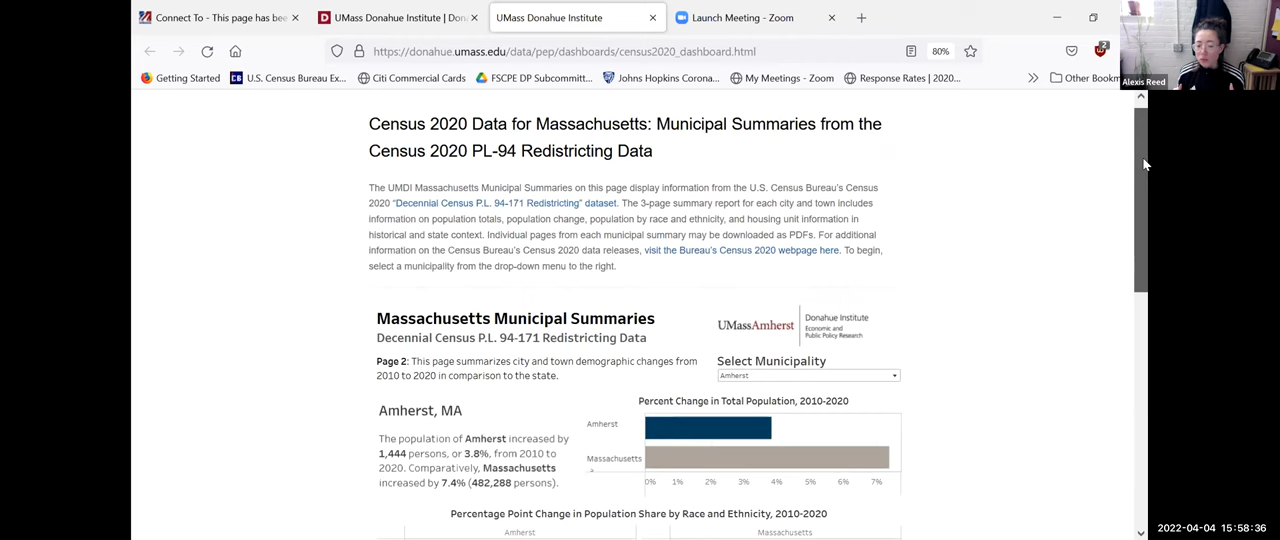 Connect To - This page has bee
UMass Donahue Institute | Don
UMass Donahue Institute
Launch Meeting - Zoom
https://donahue.umass.edu/data/pep/dashboards/census2020_dashboard.html
80%
2
Getting Started
U.S. Census Bureau Ex...
Citi Commercial Cards
FSCPE DP Subcommitt...
Johns Hopkins Corona...
My Meetings - Zoom
Response Rates | 2020...
Other Bookm
Alexis Reed
Census 2020 Data for Massachusetts: Municipal Summaries from the
Census 2020 PL-94 Redistricting Data
The UMDI Massachusetts Municipal Summaries on this page display information from the U.S. Census Bureau's Census
2020 "Decennial Census P.L. 94-171 Redistricting" dataset. The 3-page summary report for each city and town includes
information on population totals, population change, population by race and ethnicity, and housing unit information in
historical and state context. Individual pages from each municipal summary may be downloaded as PDFs. For additional
information on the Census Bureau's Census 2020 data releases, visit the Bureau's Census 2020 webpage here. To begin,
select a municipality from the drop-down menu to the right.
Massachusetts Municipal Summaries
Decennial Census P.L. 94-171 Redistricting Data
UMassAmherst
Donahue Institute
Economic and
Public Policy Research
Page 2: This page summarizes city and town demographic changes from
2010 to 2020 in comparison to the state.
Select Municipality
Amherst
Amherst, MA
The population of Amherst increased by
1,444 persons, or 3.8%, from 2010 to
2020. Comparatively, Massachusetts
increased by 7.4% (482,288 persons).
Percent Change in Total Population, 2010-2020
Amherst
Massachusetts
0% 1% 2% 3% 4% 5% 6% 7%
Percentage Point Change in Population Share by Race and Ethnicity, 2010-2020
Amherst
Massachusetts
2022-04-04 15:58:36